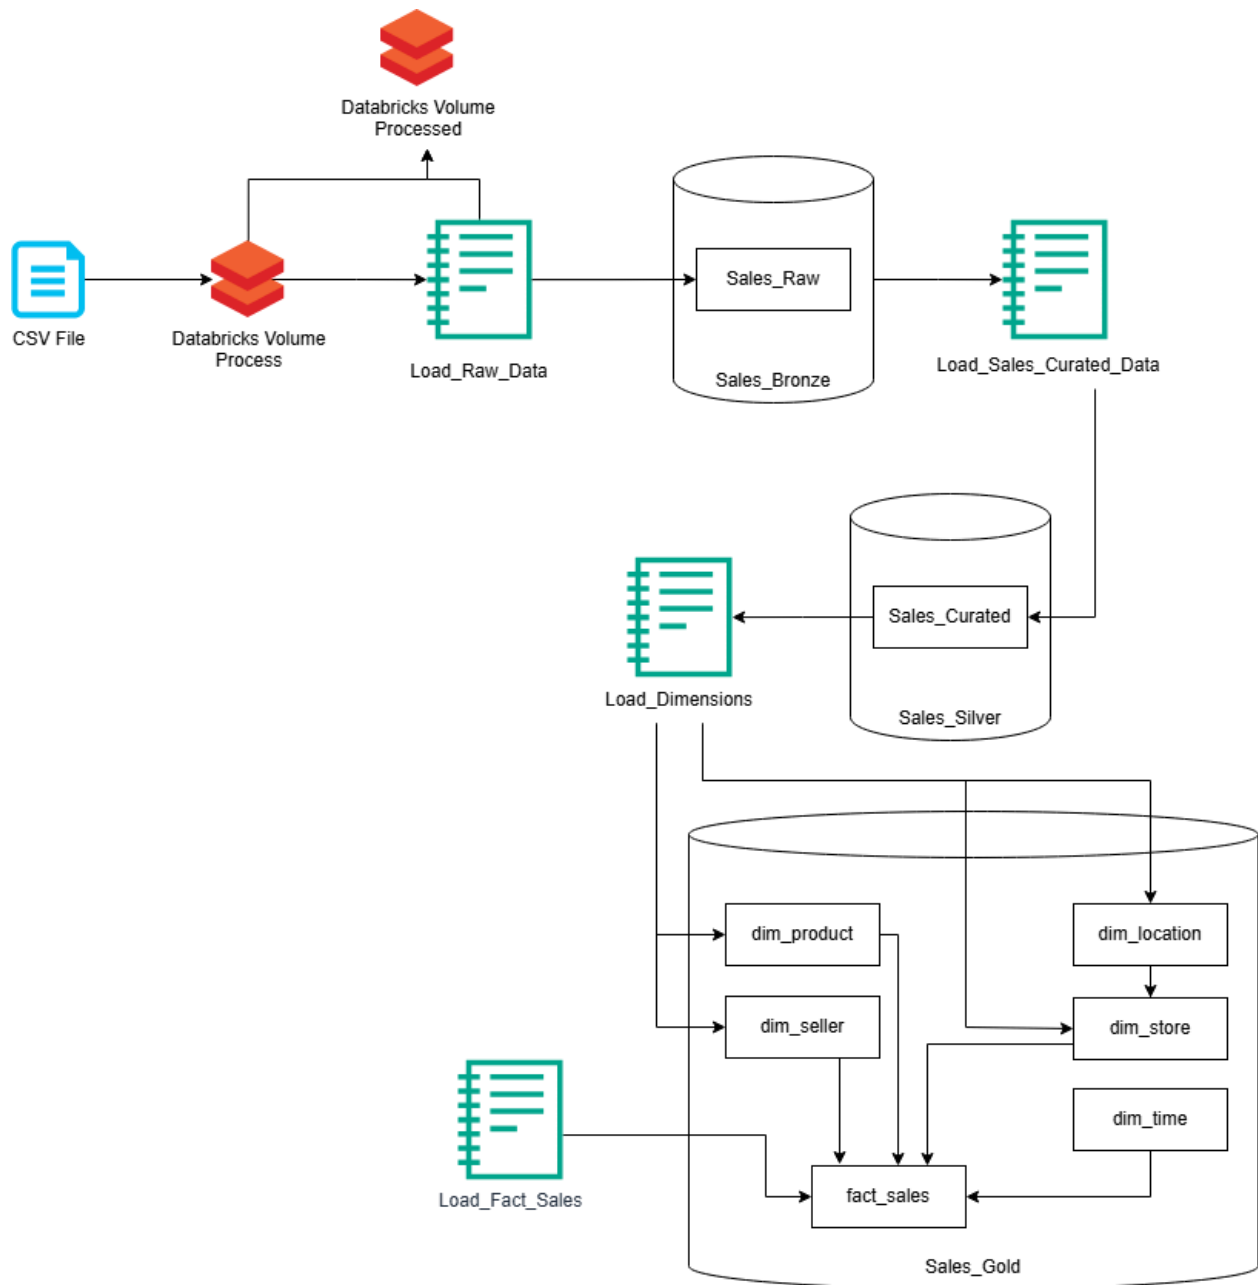 Databricks Volume
Processed
CSV File
Databricks Volume
Process
Load_Raw_Data
Sales_Raw
Sales_Bronze
Load_Sales_Curated_Data
Sales_Curated
Sales_Silver
Load_Dimensions
dim_product
dim_location
dim_seller
dim_store
dim_time
Load_Fact_Sales
fact_sales
Sales_Gold